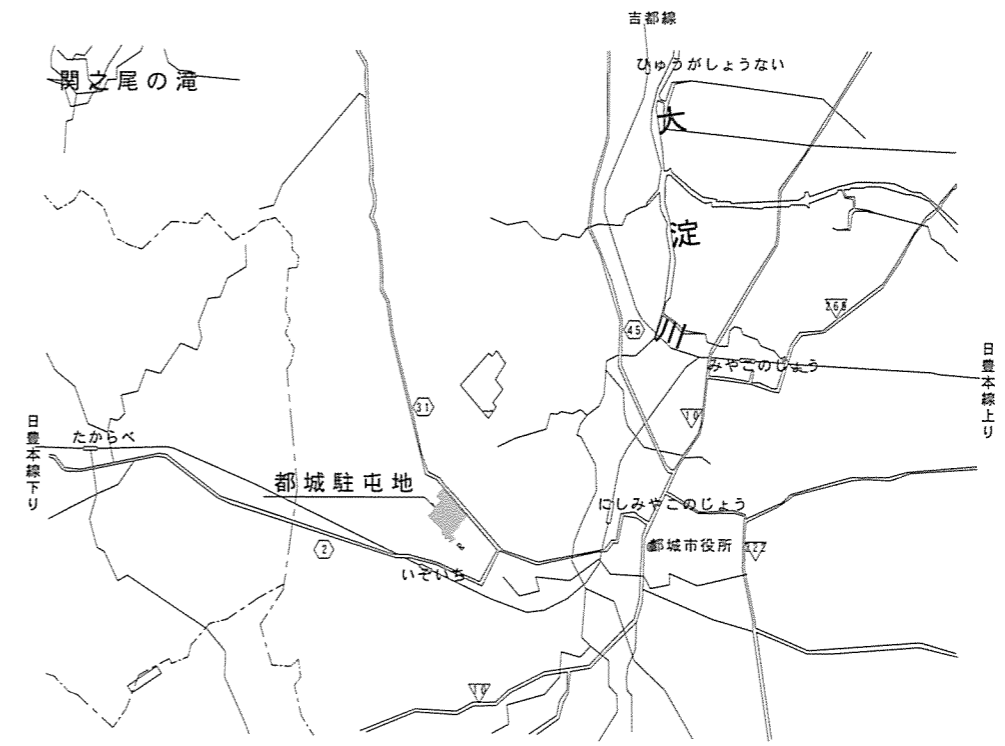 吉都線
ひゅうがしょうない
関之尾の滝
大
淀
川
268
45
みやこのじょう
日豊本線上り
31
10
日豊本線下り
たからべ
都城駐屯地
にしみやこのじょう
都城市役所
2
222
いそいち
10